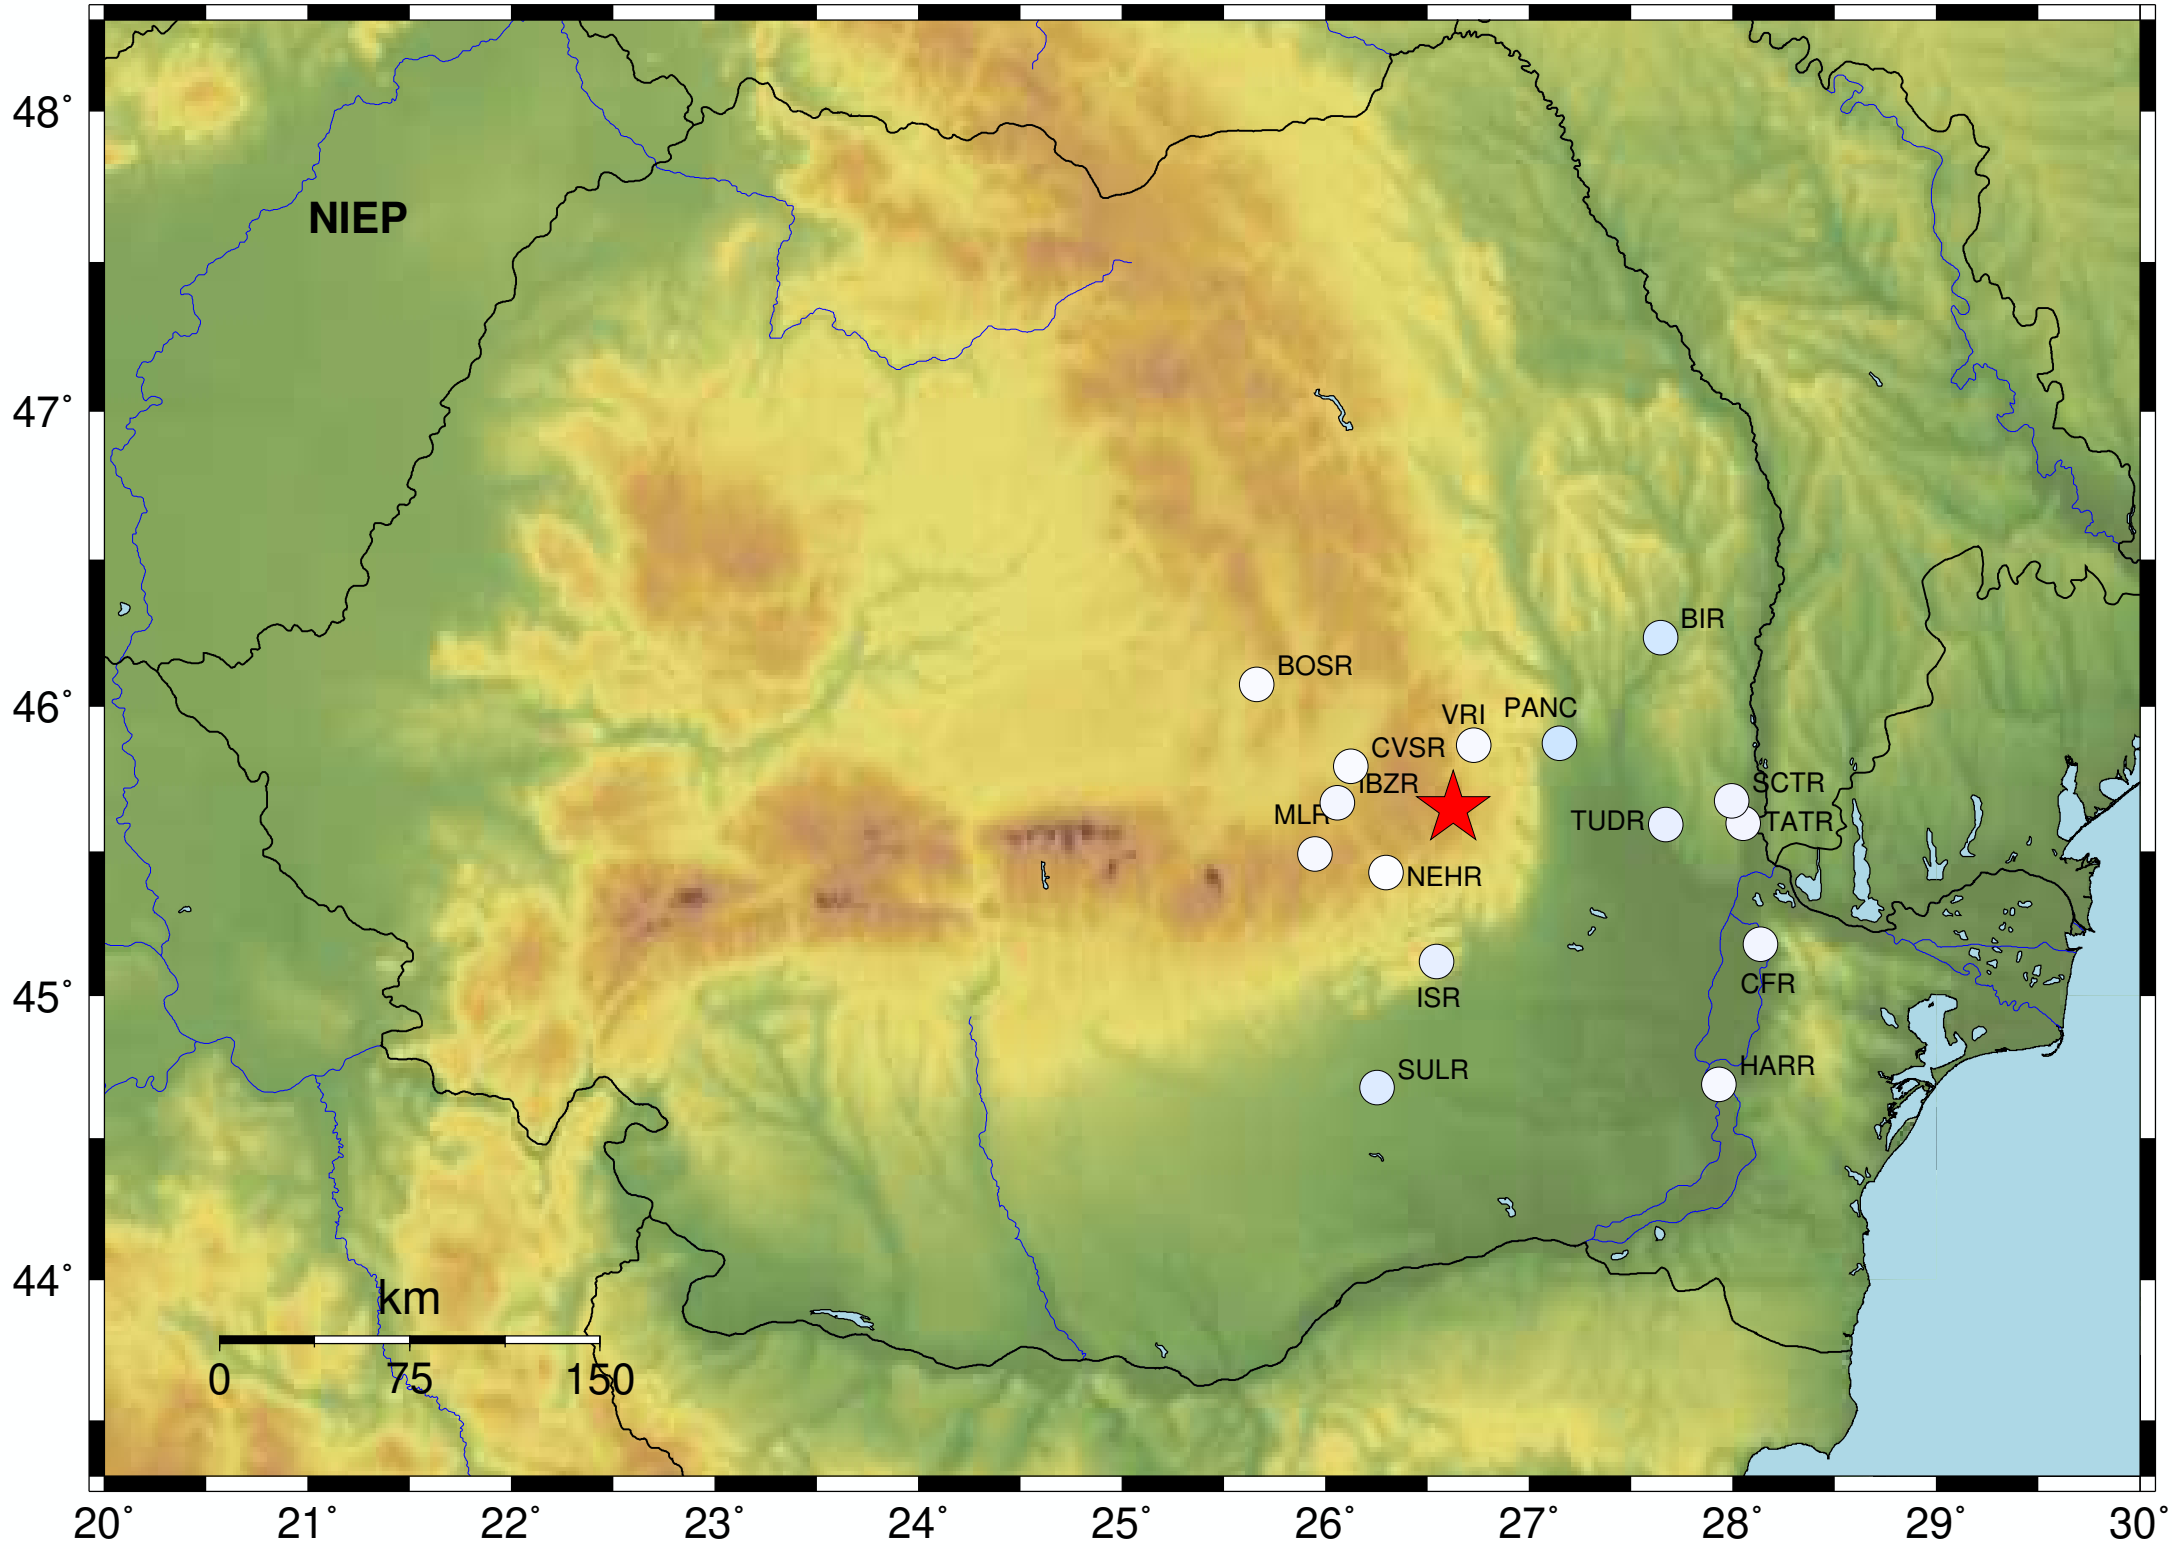 48°
NIEP
47°
BIR
BOSR
46°
VRI
PANC
CVSR
IBZR
SCTR
MLR
TUDR
TATR
NEHR
45°
ISR
CFR
SULR
HARR
44°
km
0
75
150
20°
21°
22°
23°
24°
25°
26°
27°
28°
29°
30°